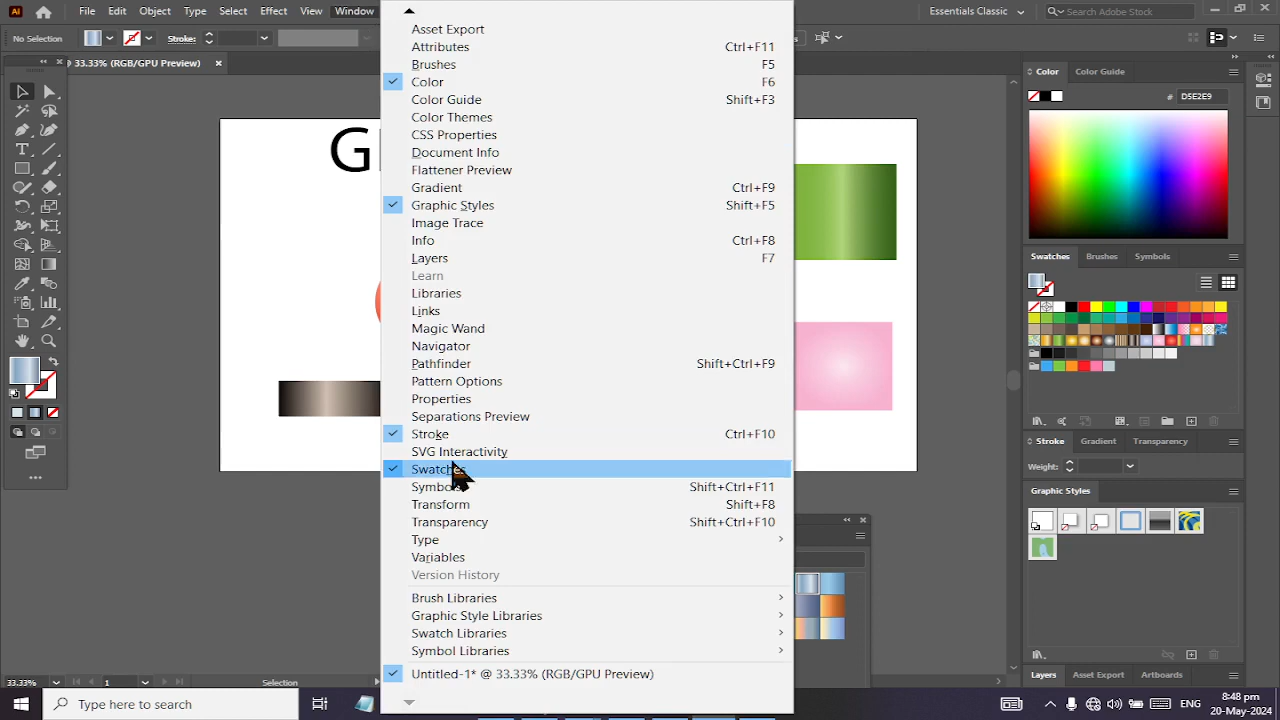 Ai
File Edit Object Type Select Effect View Window
Essentials Classic
Search Adobe Stock
No Selection
Stroke:
@ 33.33% (RGB/GPU Preview)
G
Asset Export
Attributes Ctrl+F11
Brushes F5
Color F6
Color Guide Shift+F3
Color Themes
CSS Properties
Document Info
Flattener Preview
Gradient Ctrl+F9
Graphic Styles Shift+F5
Image Trace
Info Ctrl+F8
Layers F7
Learn
Libraries
Links
Magic Wand
Navigator
Pathfinder Shift+Ctrl+F9
Pattern Options
Properties
Separations Preview
Stroke Ctrl+F10
SVG Interactivity
Swatches
Symbols Shift+Ctrl+F11
Transform Shift+F8
Transparency Shift+Ctrl+F10
Type
Variables
Version History
Brush Libraries
Graphic Style Libraries
Swatch Libraries
Symbol Libraries
Untitled-1* @ 33.33% (RGB/GPU Preview)
Color Color Guide
# D5E2E9
Swatches Brushes Symbols
Stroke Gradient Transparency
Weight:
Graphic Styles
Layers Asset Export Artboards
33.33% 1 Selection
Type here to search
8:48 pm
20-May-2024